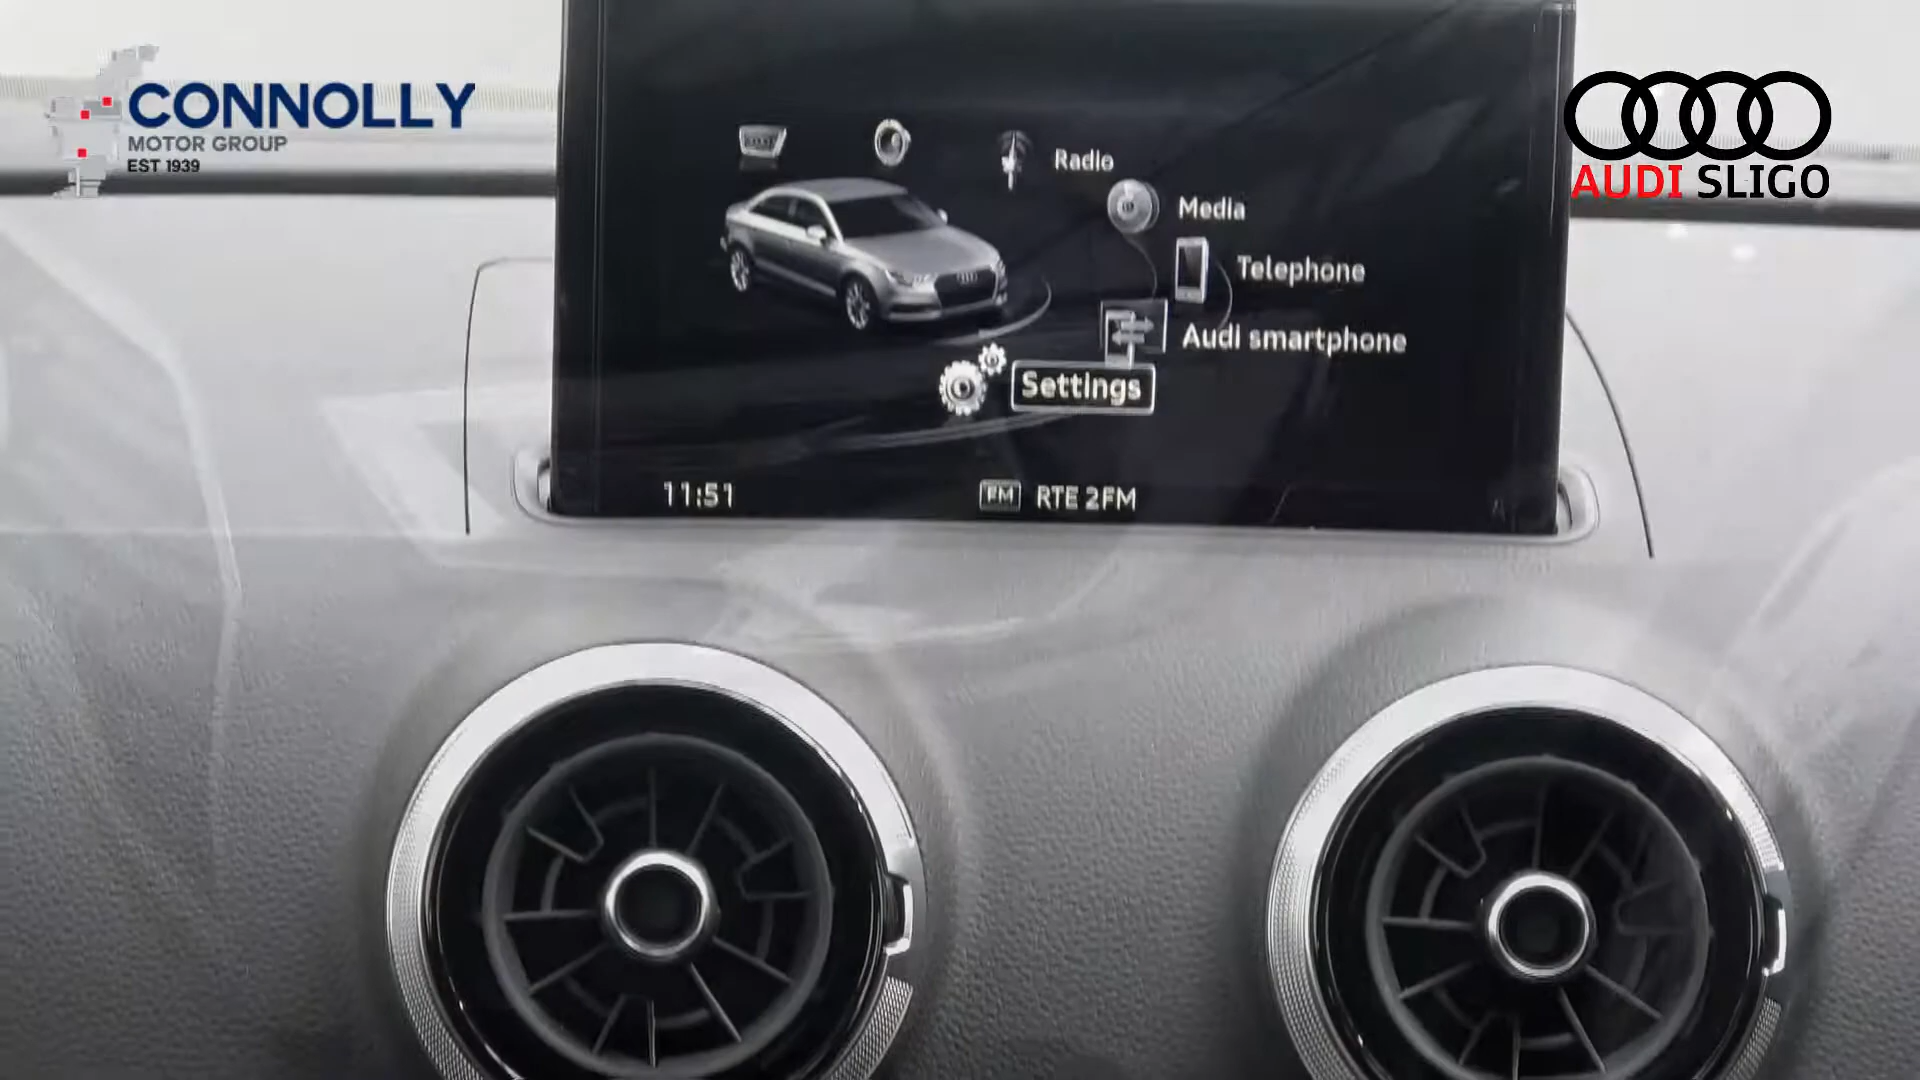 CONNOLLY
MOTOR GROUP
EST 1939
AUDI SLIGO
Radio
Media
Telephone
Audi smartphone
Settings
11:51
FM RTE 2FM